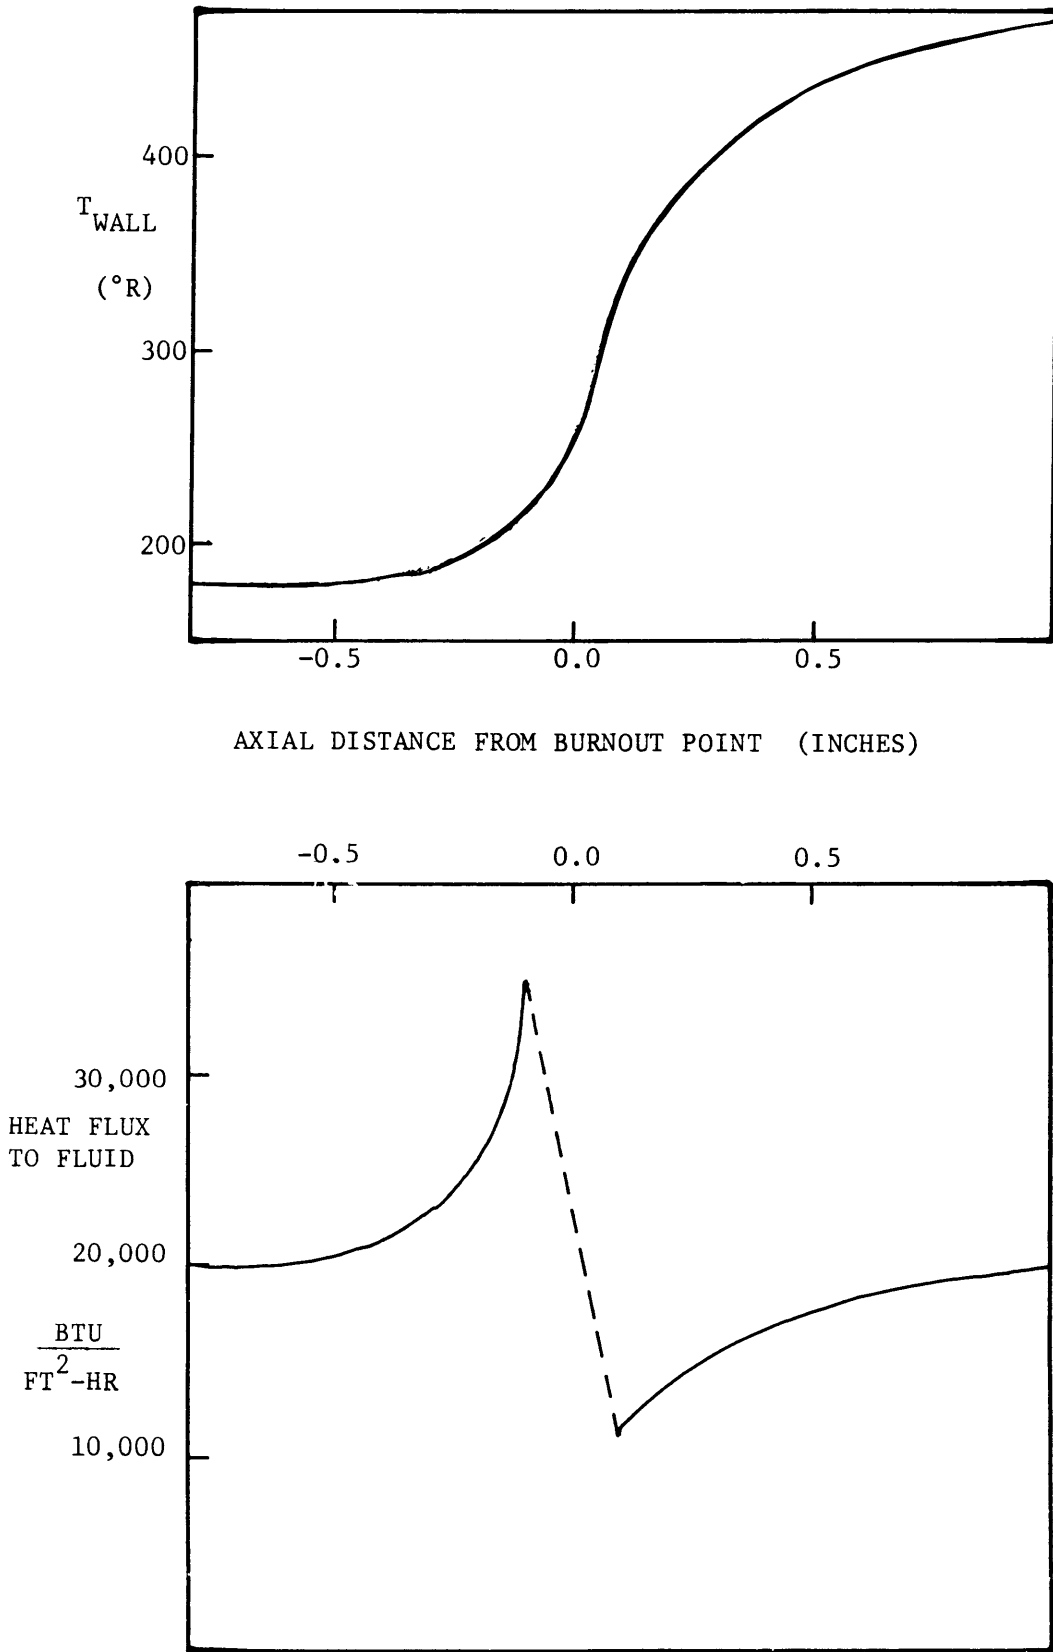 400
T WALL
(°R)
300
200
-0.5 0.0 0.5
AXIAL DISTANCE FROM BURNOUT POINT (INCHES)
-0.5 0.0 0.5
30,000
HEAT FLUX
TO FLUID
20,000
BTU
FT²-HR
10,000